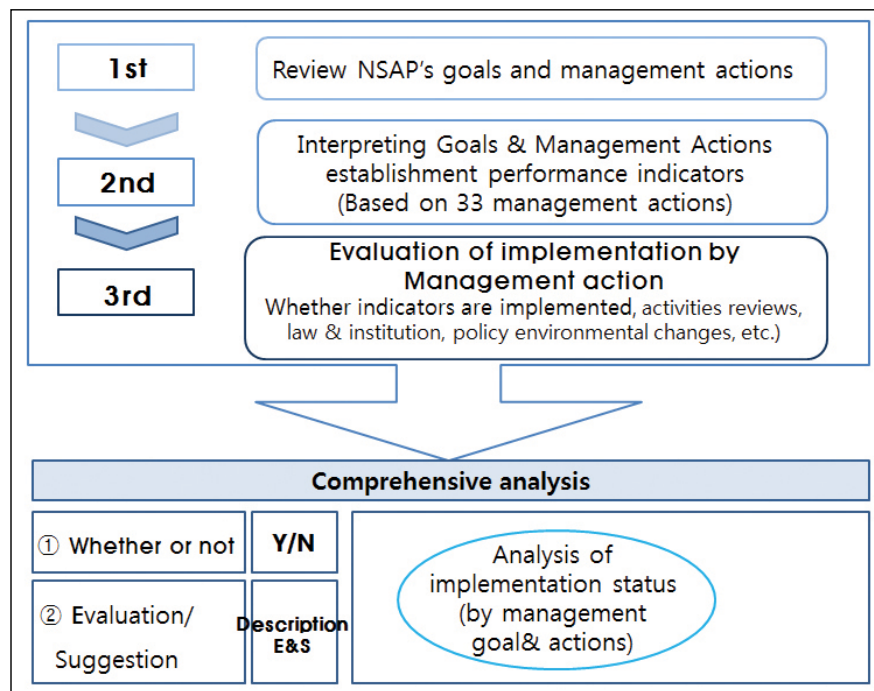 1st
Review NSAP's goals and management actions
2nd
Interpreting Goals & Management Actions
establishment performance indicators
(Based on 33 management actions)
3rd
Evaluation of implementation by
Management action
Whether indicators are implemented, activities reviews,
law & institution, policy environmental changes, etc.)
Comprehensive analysis
① Whether or not
Y/N
② Evaluation/
Suggestion
Description
E&S
Analysis of
implementation status
(by management
goal& actions)